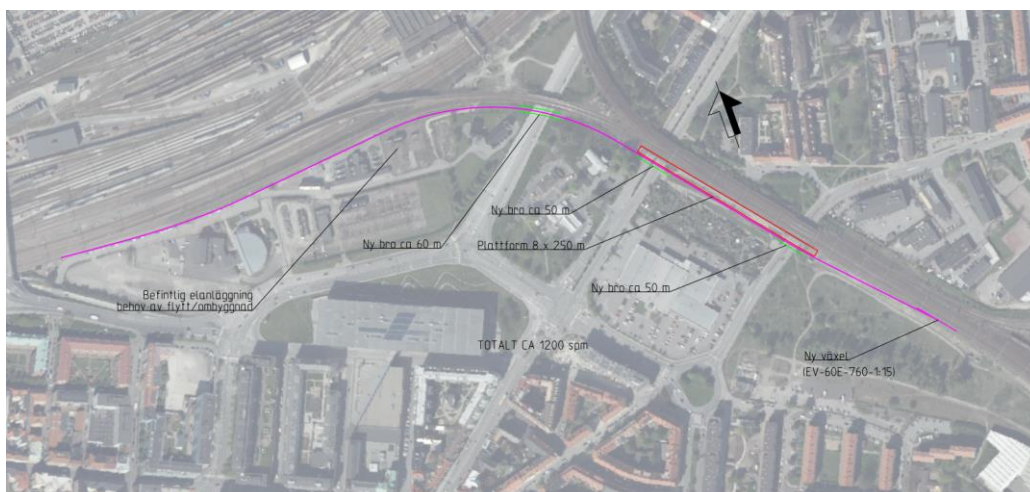 Ny bro ca 50 m
Ny bro ca 60 m
Plattform 8 x 250 m
Ny bro ca 50 m
Befintlig elanläggning
behov av flytt/ombyggnad
TOTALT CA 1200 spm
Ny växel
(EV-60E-760-1:15)